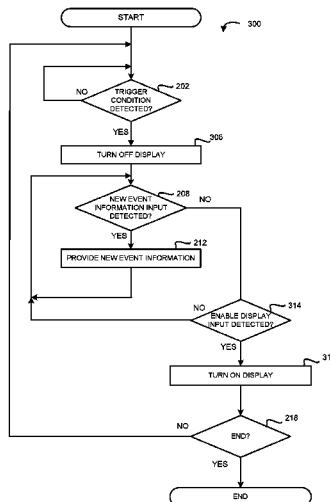 START
300
202
TRIGGER
CONDITION
DETECTED?
NO
YES
306
TURN OFF DISPLAY
208
NEW EVENT
INFORMATION INPUT
DETECTED?
NO
YES
212
PROVIDE NEW EVENT INFORMATION
314
NO
ENABLE DISPLAY
INPUT DETECTED?
YES
31
TURN ON DISPLAY
218
NO
END?
YES
END